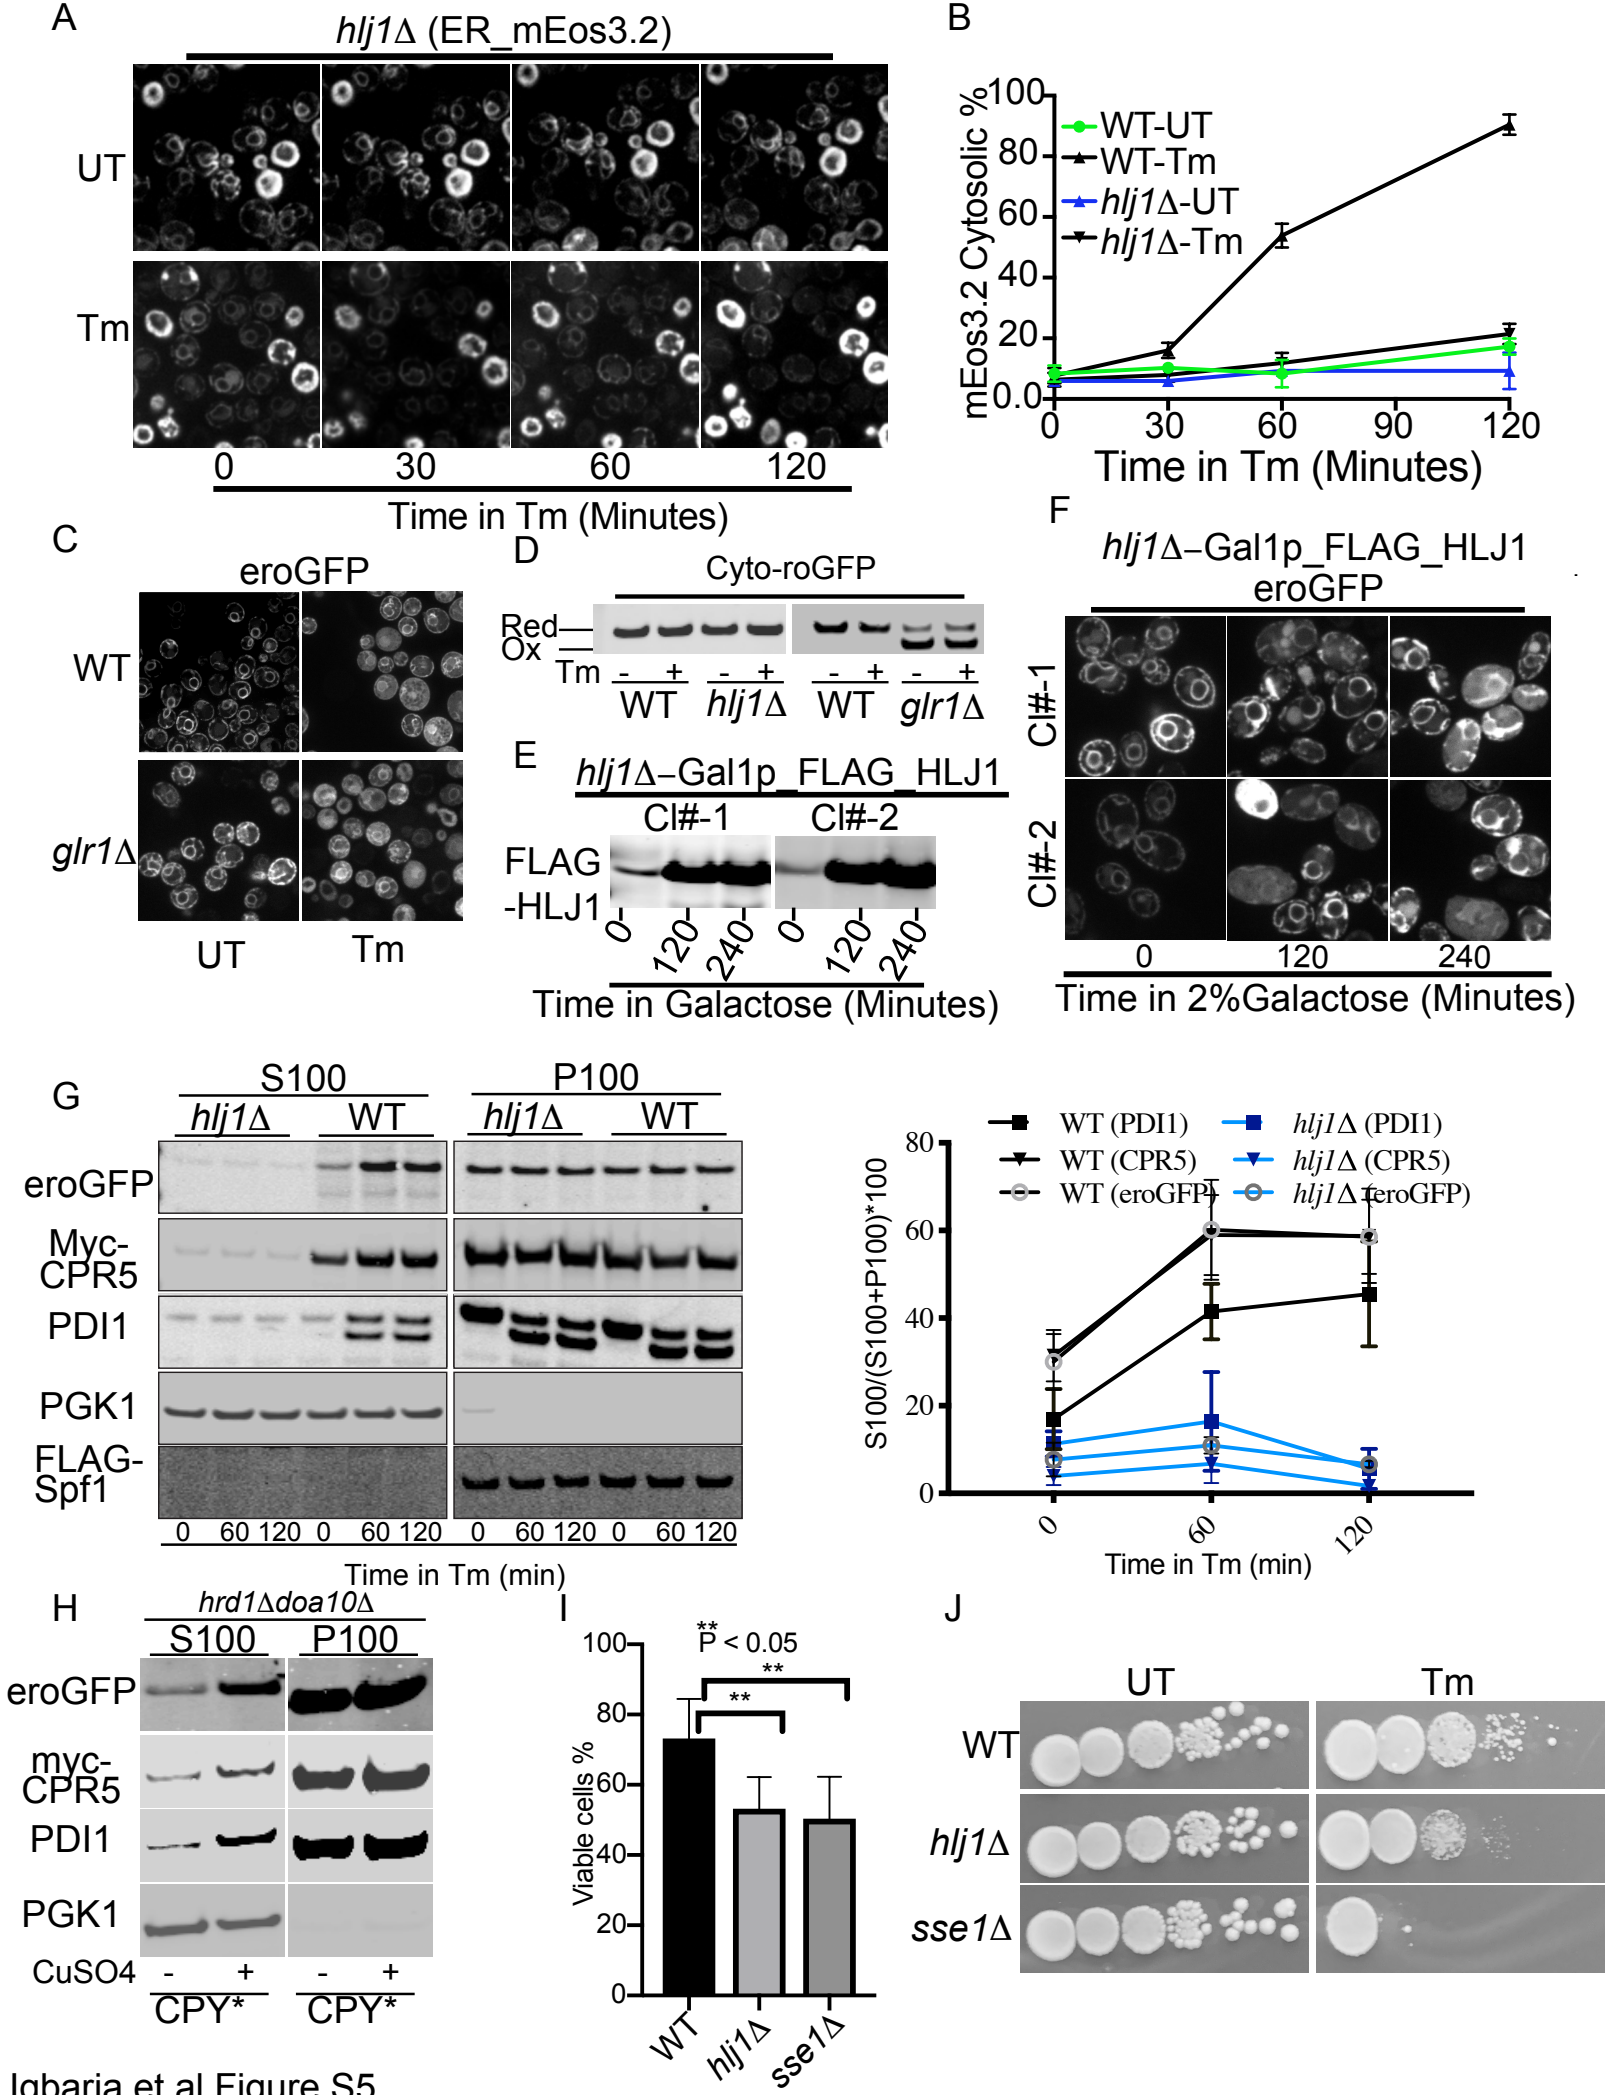 A
hlj1Δ (ER_mEos3.2)
UT
Tm
0 30 60 120
Time in Tm (Minutes)
B
mEos3.2 Cytosolic %
100
80
60
40
20
0.0
WT-UT
WT-Tm
hlj1Δ-UT
hlj1Δ-Tm
0 30 60 90 120
Time in Tm (Minutes)
C
eroGFP
WT
glr1Δ
UT Tm
D
Cyto-roGFP
Red
Ox
Tm - + - + - + - +
WT hlj1Δ WT glr1Δ
E
hlj1Δ–Gal1p_FLAG_HLJ1
Cl#-1 Cl#-2
FLAG
-HLJ1
0 120 240 0 120 240
Time in Galactose (Minutes)
F
hlj1Δ–Gal1p_FLAG_HLJ1
eroGFP
Cl#-1
Cl#-2
0 120 240
Time in 2%Galactose (Minutes)
G
S100 P100
hlj1Δ WT hlj1Δ WT
eroGFP
Myc-
CPR5
PDI1
PGK1
FLAG-
Spf1
0 60 120 0 60 120 0 60 120 0 60 120
Time in Tm (min)
WT (PDI1) hlj1Δ (PDI1)
WT (CPR5) hlj1Δ (CPR5)
WT (eroGFP) hlj1Δ (eroGFP)
S100/(S100+P100)*100
80
60
40
20
0
0 60 120
Time in Tm (min)
H
hrd1Δdoa10Δ
S100 P100
eroGFP
myc-
CPR5
PDI1
PGK1
CuSO4 - + - +
CPY* CPY*
I
**
P < 0.05
**
**
Viable cells %
100
80
60
40
20
0
WT hlj1Δ sse1Δ
J
UT Tm
WT
hlj1Δ
sse1Δ
Igbaria et al Figure S5